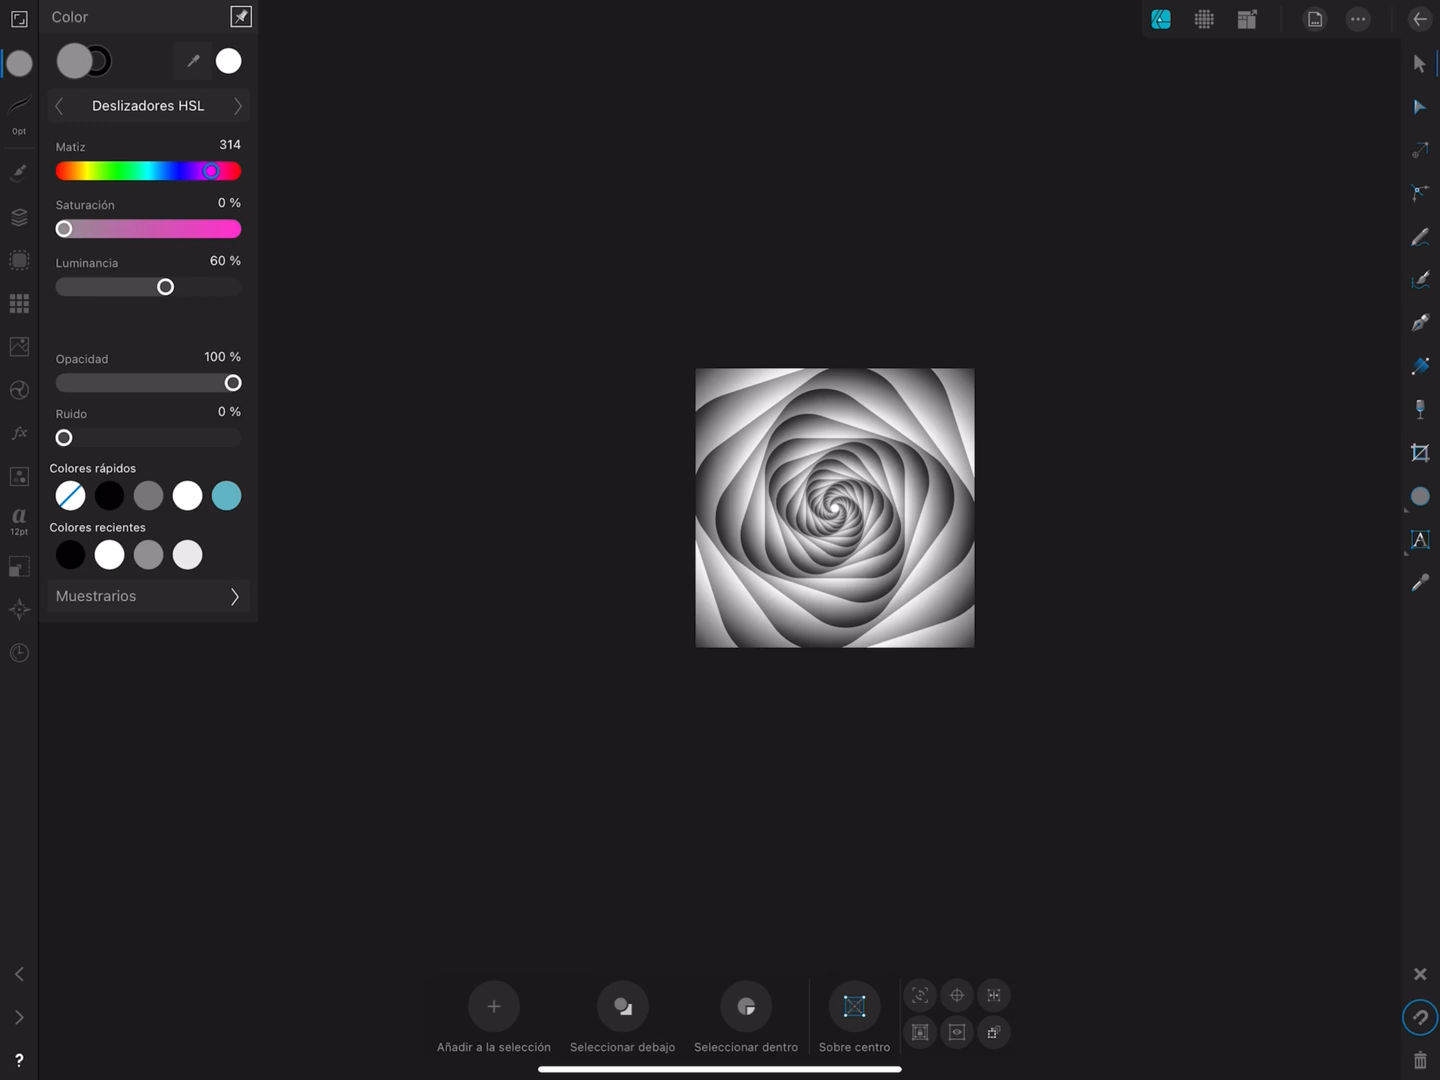 Color
Deslizadores HSL
0pt
Matiz 314
Saturación 0 %
Luminancia 60 %
Opacidad 100 %
Ruido 0 %
fx
Colores rápidos
a
12pt
Colores recientes
A
Muestrarios
Añadir a la selección Seleccionar debajo Seleccionar dentro Sobre centro
?